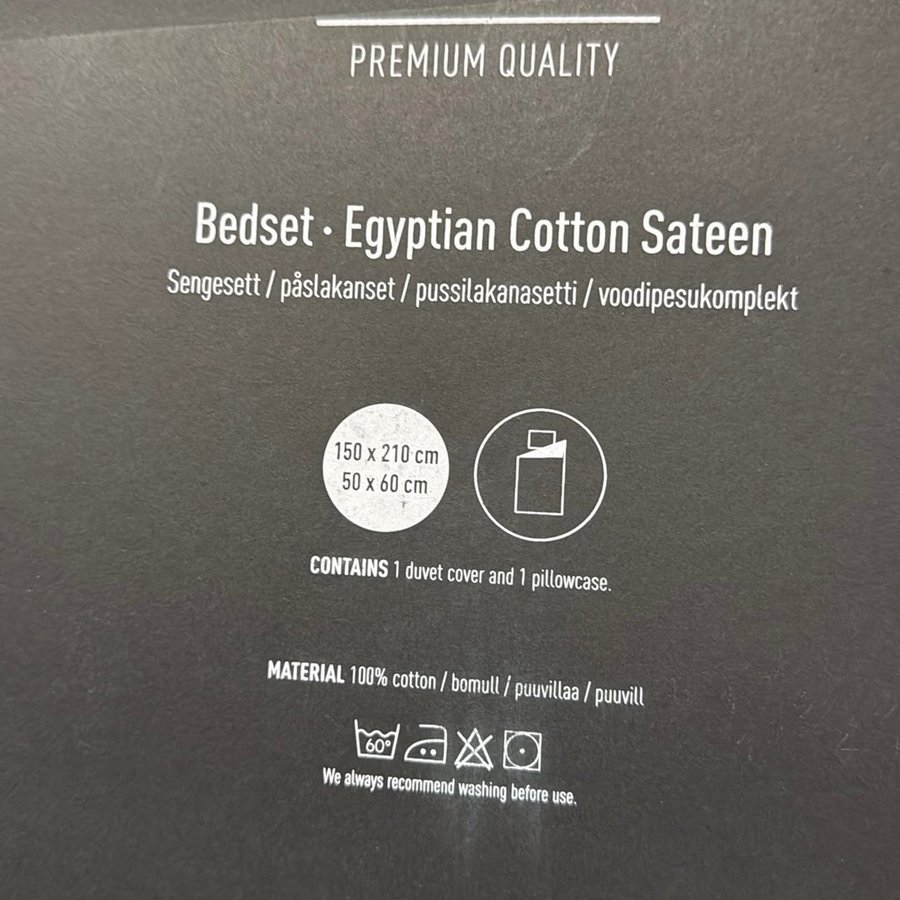 PREMIUM QUALITY
Bedset · Egyptian Cotton Sateen
Sengesett / påslakanset / pussilakanasetti / voodipesukomplekt
150 x 210 cm
50 x 60 cm
CONTAINS 1 duvet cover and 1 pillowcase.
MATERIAL 100% cotton / bomull / puuvillaa / puuvill
60°
We always recommend washing before use.